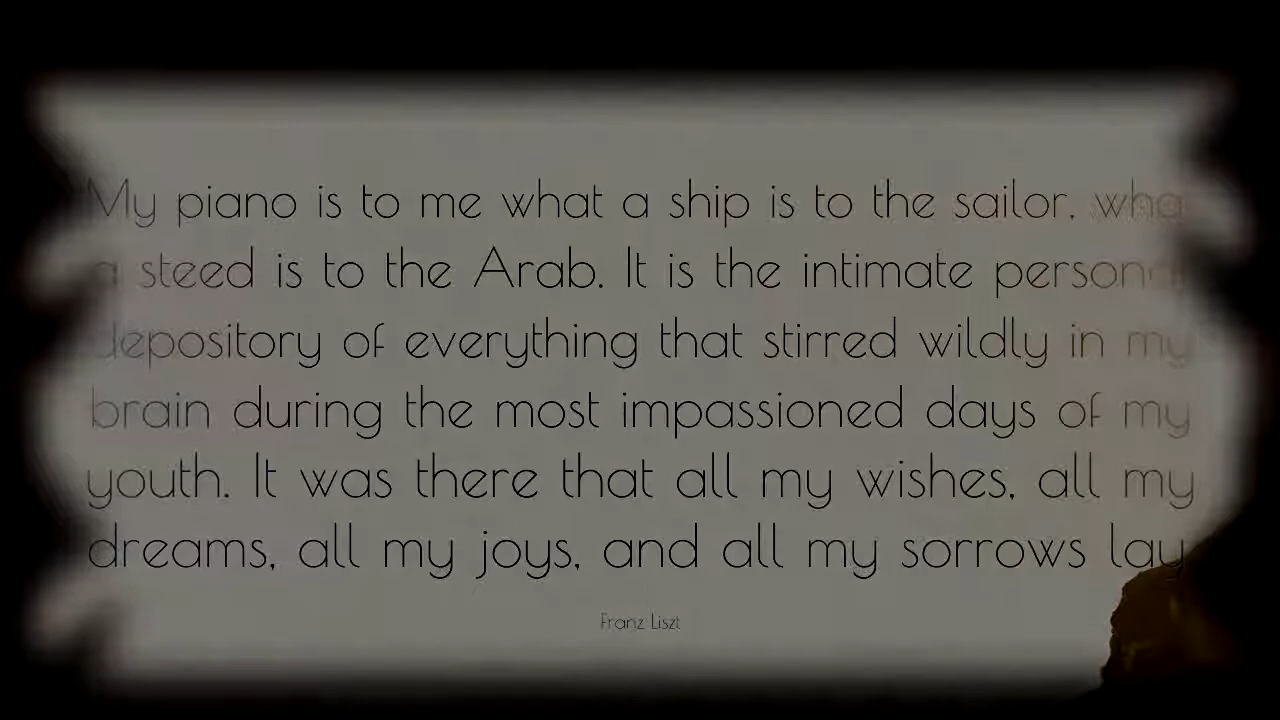 My piano is to me what a ship is to the sailor, wha
a steed is to the Arab. It is the intimate personal
depository of everything that stirred wildly in my
brain during the most impassioned days of my
youth. It was there that all my wishes, all my
dreams, all my joys, and all my sorrows lay
Franz Liszt